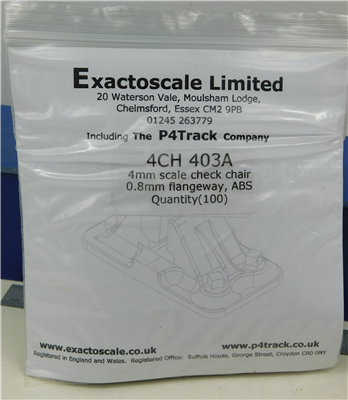 Exactoscale Limited
20 Waterson Vale, Moulsham Lodge,
Chelmsford, Essex CM2 9PB
01245 263779
Including The P4Track Company
4CH 403A
4mm scale check chair
0.8mm flangeway, ABS
Quantity(100)
www.exactoscale.co.uk www.p4track.co.uk
Registered in England and Wales. Registered Office: Suffolk House, George Street, Croydon CR0 0NY